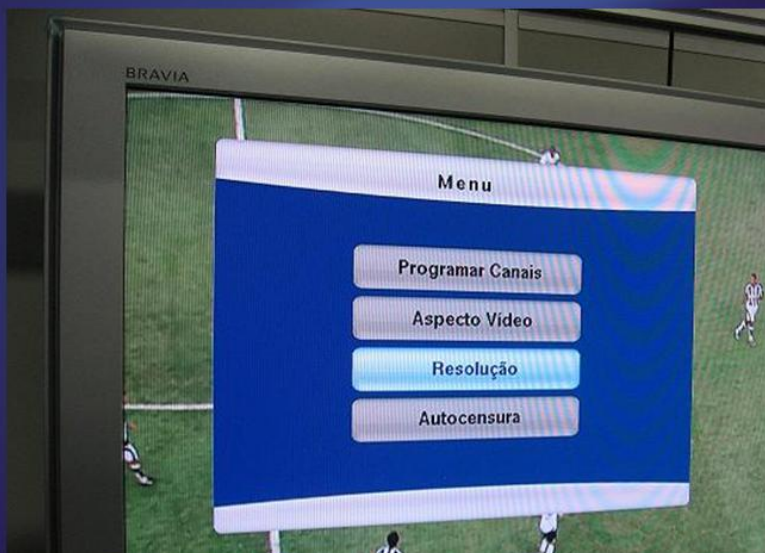 BRAVIA
Menu
Programar Canais
Aspecto Vídeo
Resolução
Autocensura